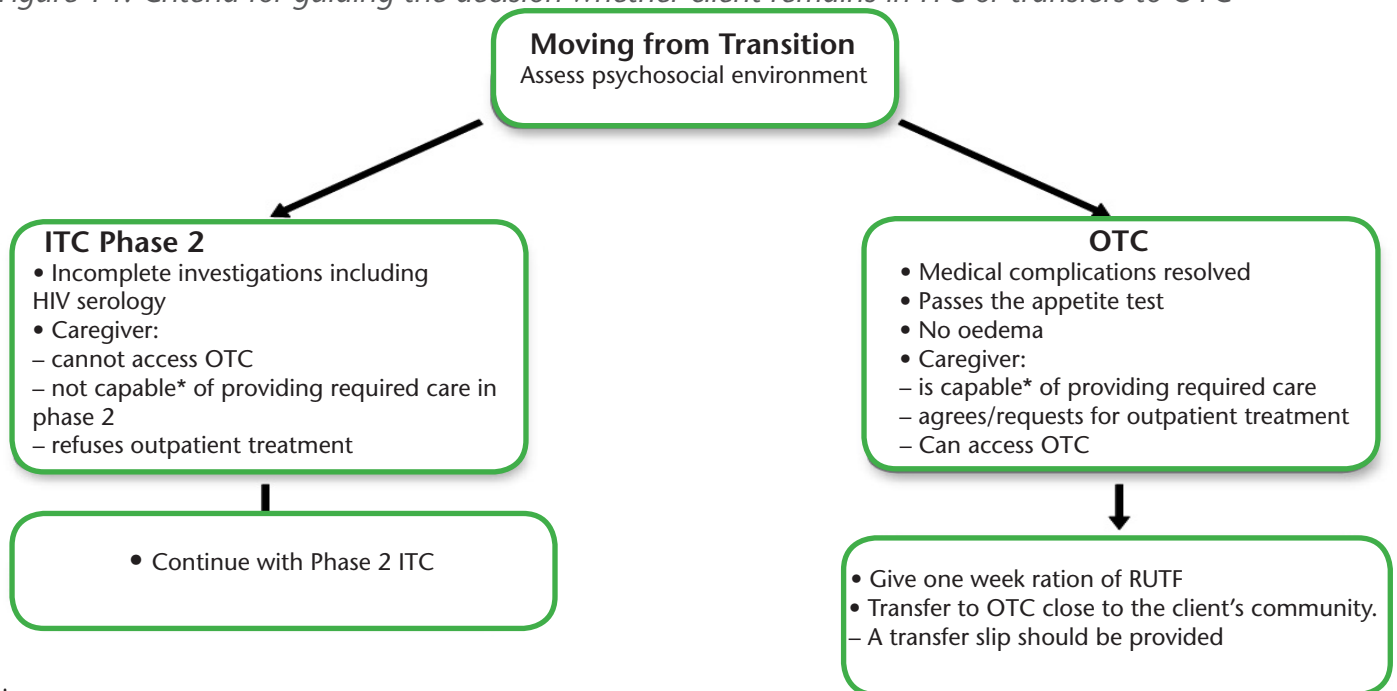 Moving from Transition
Assess psychosocial environment
ITC Phase 2
• Incomplete investigations including
HIV serology
• Caregiver:
– cannot access OTC
– not capable* of providing required care in
phase 2
– refuses outpatient treatment
• Continue with Phase 2 ITC
OTC
• Medical complications resolved
• Passes the appetite test
• No oedema
• Caregiver:
– is capable* of providing required care
– agrees/requests for outpatient treatment
– Can access OTC
• Give one week ration of RUTF
• Transfer to OTC close to the client’s community.
– A transfer slip should be provided